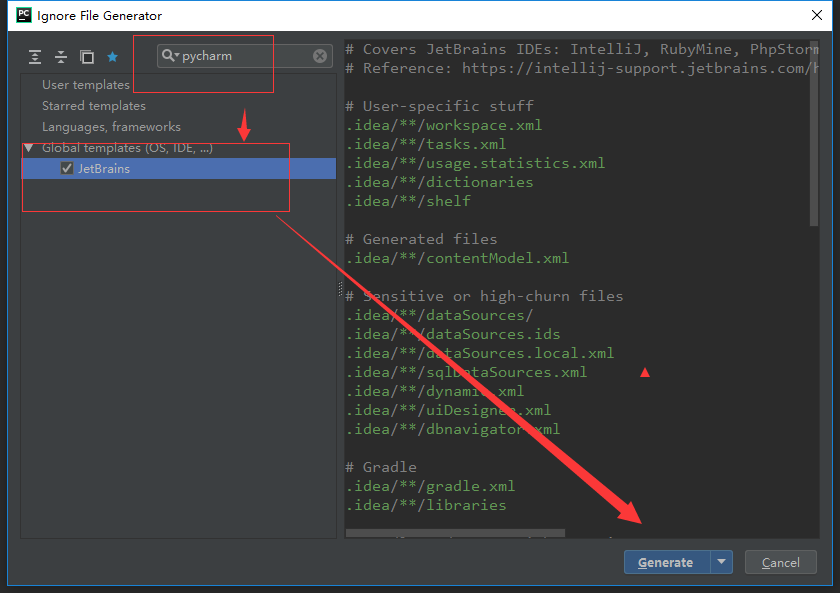 PC Ignore File Generator
pycharm
User templates
Starred templates
Languages, frameworks
Global templates (OS, IDE, ...)
JetBrains
# Covers JetBrains IDEs: IntelliJ, RubyMine, PhpStorm
# Reference: https://intellij-support.jetbrains.com/h
# User-specific stuff
.idea/**/workspace.xml
.idea/**/tasks.xml
.idea/**/usage.statistics.xml
.idea/**/dictionaries
.idea/**/shelf
# Generated files
.idea/**/contentModel.xml
# Sensitive or high-churn files
.idea/**/dataSources/
.idea/**/dataSources.ids
.idea/**/dataSources.local.xml
.idea/**/sqlDataSources.xml
.idea/**/dynamic.xml
.idea/**/uiDesigner.xml
.idea/**/dbnavigator.xml
# Gradle
.idea/**/gradle.xml
.idea/**/libraries
Generate
Cancel